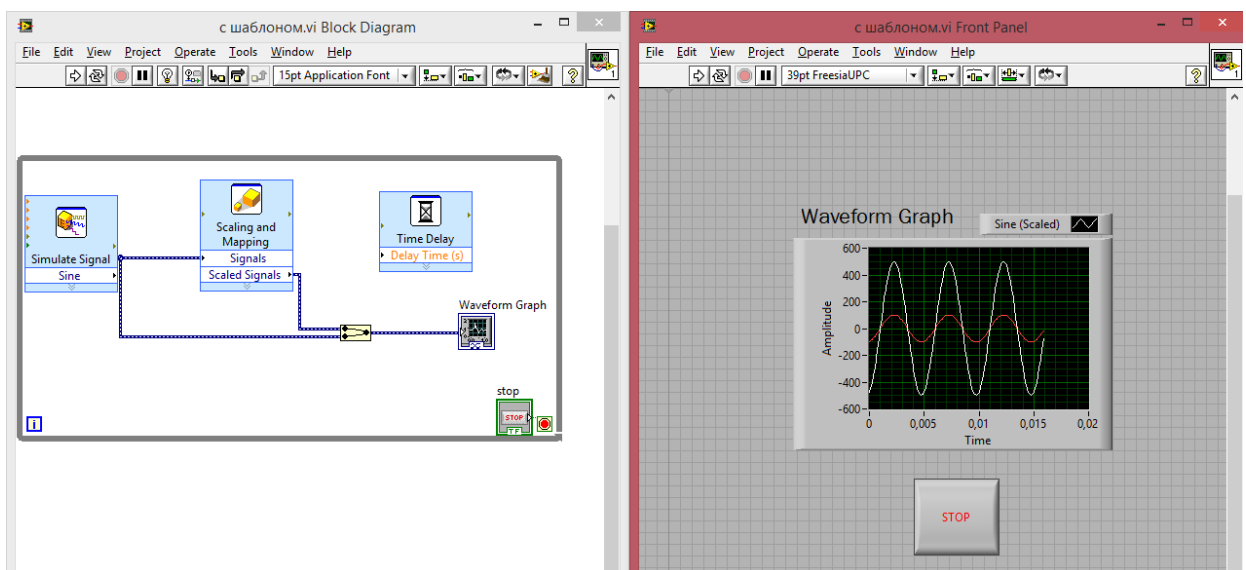 с шаблоном.vi Block Diagram
File Edit View Project Operate Tools Window Help
15pt Application Font
1
Simulate Signal
Sine
Scaling and
Mapping
Signals
Scaled Signals
Time Delay
Delay Time (s)
Waveform Graph
stop
STOP
TF
i
с шаблоном.vi Front Panel
File Edit View Project Operate Tools Window Help
39pt FreesiaUPC
1
Waveform Graph
Sine (Scaled)
Amplitude
600
400
200
0
-200
-400
-600
0 0,005 0,01 0,015 0,02
Time
STOP